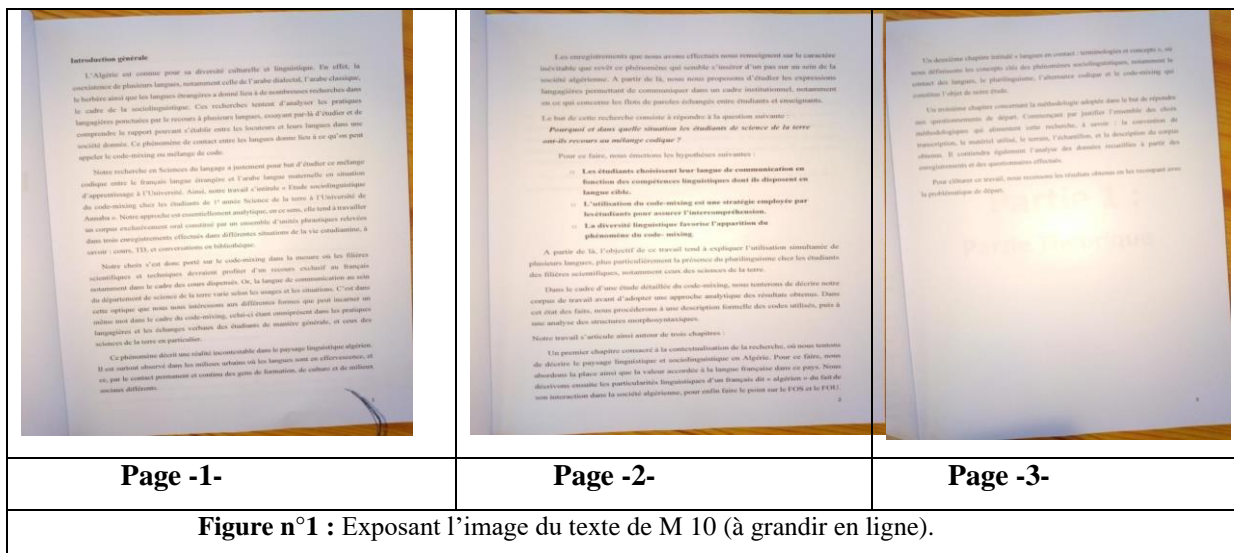 Introduction générale
L'Algérie est connue pour sa diversité culturelle et linguistique. En effet, la
coexistence de plusieurs langues, notamment celle de l'arabe dialectal, l'arabe classique,
le berbère ainsi que les langues étrangères a donné lieu à de nombreuses recherches dans
le cadre de la sociolinguistique. Ces recherches tentent d'analyser les pratiques
langagières ponctuées par le recours à plusieurs langues, essayant par-là d'étudier et de
comprendre le rapport pouvant s'établir entre les locuteurs et leurs langues dans une
société donnée. Ce phénomène de contact entre les langues donne lieu à ce qu'on peut
appeler le code-mixing ou mélange de code.
Notre recherche en Sciences du langage a justement pour but d'étudier ce mélange
codique entre le français langue étrangère et l'arabe langue maternelle en situation
d'apprentissage à l'Université. Ainsi, notre travail s'intitule « Etude sociolinguistique
du code-mixing chez les étudiants de 1e année Science de la terre à l'Université de
Annaba ». Notre approche est essentiellement analytique, en ce sens, elle tend à travailler
un corpus exclusivement oral constitué par un ensemble d'unités phrastiques relevées
dans trois enregistrements effectués dans différentes situations de la vie estudiantine, à
savoir : cours, TD, et conversations en bibliothèque.
Notre choix s'est donc porté sur le code-mixing dans la mesure où les filières
scientifiques et techniques devraient profiter d'un recours exclusif au français
notamment dans le cadre des cours dispensés. Or, la langue de communication au sein
du département de science de la terre varie selon les usages et les situations. C'est dans
cette optique que nous nous intéressons aux différentes formes que peut incarner un
même mot dans le cadre du code-mixing, celui-ci étant omniprésent dans les pratiques
langagières et les échanges verbaux des étudiants de manière générale, et ceux des
sciences de la terre en particulier.
Ce phénomène décrit une réalité incontestable dans le paysage linguistique algérien.
Il est surtout observé dans les milieux urbains où les langues sont en effervescence, et
ce, par le contact permanent et continu des gens de formation, de culture et de milieux
sociaux différents.
Les enregistrements que nous avons effectués nous renseignent sur le caractère
inévitable que revêt ce phénomène qui semble s'insérer d'un pas sur au sein de la
société algérienne. A partir de là, nous nous proposons d'étudier les expressions
langagières permettant de communiquer dans un cadre institutionnel, notamment
en ce qui concerne les flots de paroles échangés entre étudiants et enseignants.
Le but de cette recherche consiste à répondre à la question suivante :
Pourquoi et dans quelle situation les étudiants de science de la terre
ont-ils recours au mélange codique ?
Pour ce faire, nous émettons les hypothèses suivantes :
Les étudiants choisissent leur langue de communication en
fonction des compétences linguistiques dont ils disposent en
langue cible.
L'utilisation du code-mixing est une stratégie employée par
lesétudiants pour assurer l'intercompréhension.
La diversité linguistique favorise l'apparition du
phénomène du code- mixing.
A partir de là, l'objectif de ce travail tend à expliquer l'utilisation simultanée de
plusieurs langues, plus particulièrement la présence du plurilinguisme chez les étudiants
des filières scientifiques, notamment ceux des sciences de la terre.
Dans le cadre d'une étude détaillée du code-mixing, nous tenterons de décrire notre
corpus de travail avant d'adopter une approche analytique des résultats obtenus. Dans
cet état des faits, nous procéderons à une description formelle des codes utilisés, puis à
une analyse des structures morphosyntaxiques.
Notre travail s'articule ainsi autour de trois chapitres :
Un premier chapitre consacré à la contextualisation de la recherche, où nous tentons
de décrire le paysage linguistique et sociolinguistique en Algérie. Pour ce faire, nous
abordons la place ainsi que la valeur accordée à la langue française dans ce pays. Nous
décrivons ensuite les particularités linguistiques d'un français dit « algérien » du fait de
son interaction dans la société algérienne, pour enfin faire le point sur le FOS et le FOU.
2
Un deuxième chapitre intitulé « langues en contact : terminologies et concepts », où
nous définissons les concepts clés des phénomènes sociolinguistiques, notamment le
contact des langues, le plurilinguisme, l'alternance codique et le code-mixing qui
constitue l'objet de notre étude.
Un troisième chapitre concernant la méthodologie adoptée dans le but de répondre
aux questionnements de départ. Commençant par justifier l'ensemble des choix
méthodologiques qui alimentent cette recherche, à savoir : la convention de
transcription, le matériel utilisé, le terrain, l'échantillon, et la description du corpus
obtenu. Il contiendra également l'analyse des données recueillies à partir des
enregistrements et des questionnaires effectués.
Pour clôturer ce travail, nous recensons les résultats obtenus en les recoupant avec
la problématique de départ.
Page -1-
Page -2-
Page -3-
Figure n°1 : Exposant l'image du texte de M 10 (à grandir en ligne).